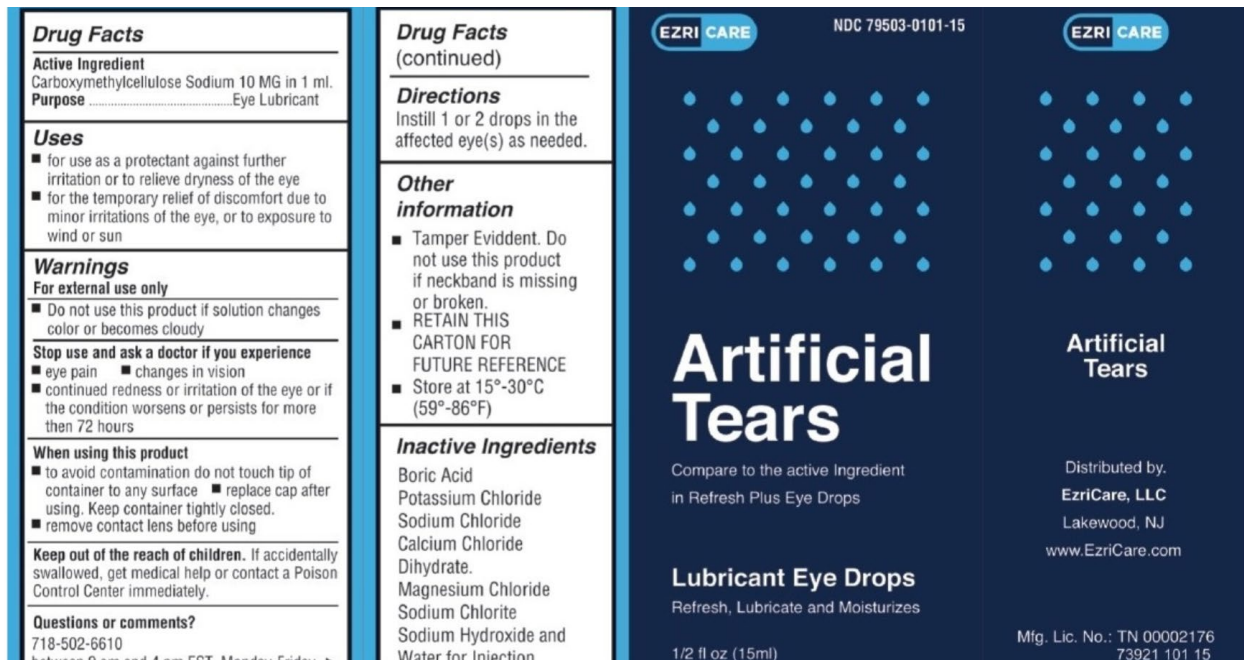 Drug Facts
Active Ingredient
Carboxymethylcellulose Sodium 10 MG in 1 ml.
Purpose ..............................................Eye Lubricant
Uses
■ for use as a protectant against further
irritation or to relieve dryness of the eye
■ for the temporary relief of discomfort due to
minor irritations of the eye, or to exposure to
wind or sun
Warnings
For external use only
■ Do not use this product if solution changes
color or becomes cloudy
Stop use and ask a doctor if you experience
■ eye pain ■ changes in vision
■ continued redness or irritation of the eye or if
the condition worsens or persists for more
then 72 hours
When using this product
■ to avoid contamination do not touch tip of
container to any surface ■ replace cap after
using. Keep container tightly closed.
■ remove contact lens before using
Keep out of the reach of children. If accidentally
swallowed, get medical help or contact a Poison
Control Center immediately.
Questions or comments?
718-502-6610
between 9 am and 4 pm EST, Monday-Friday
Drug Facts
(continued)
Directions
Instill 1 or 2 drops in the
affected eye(s) as needed.
Other
information
■ Tamper Eviddent. Do
not use this product
if neckband is missing
or broken.
■ RETAIN THIS
CARTON FOR
FUTURE REFERENCE
■ Store at 15°-30°C
(59°-86°F)
Inactive Ingredients
Boric Acid
Potassium Chloride
Sodium Chloride
Calcium Chloride
Dihydrate.
Magnesium Chloride
Sodium Chlorite
Sodium Hydroxide and
Water for Injection
EZRI CARE
NDC 79503-0101-15
Artificial
Tears
Compare to the active Ingredient
in Refresh Plus Eye Drops
Lubricant Eye Drops
Refresh, Lubricate and Moisturizes
1/2 fl oz (15ml)
EZRI CARE
Artificial
Tears
Distributed by.
EzriCare, LLC
Lakewood, NJ
www.EzriCare.com
Mfg. Lic. No.: TN 00002176
73921 101 15